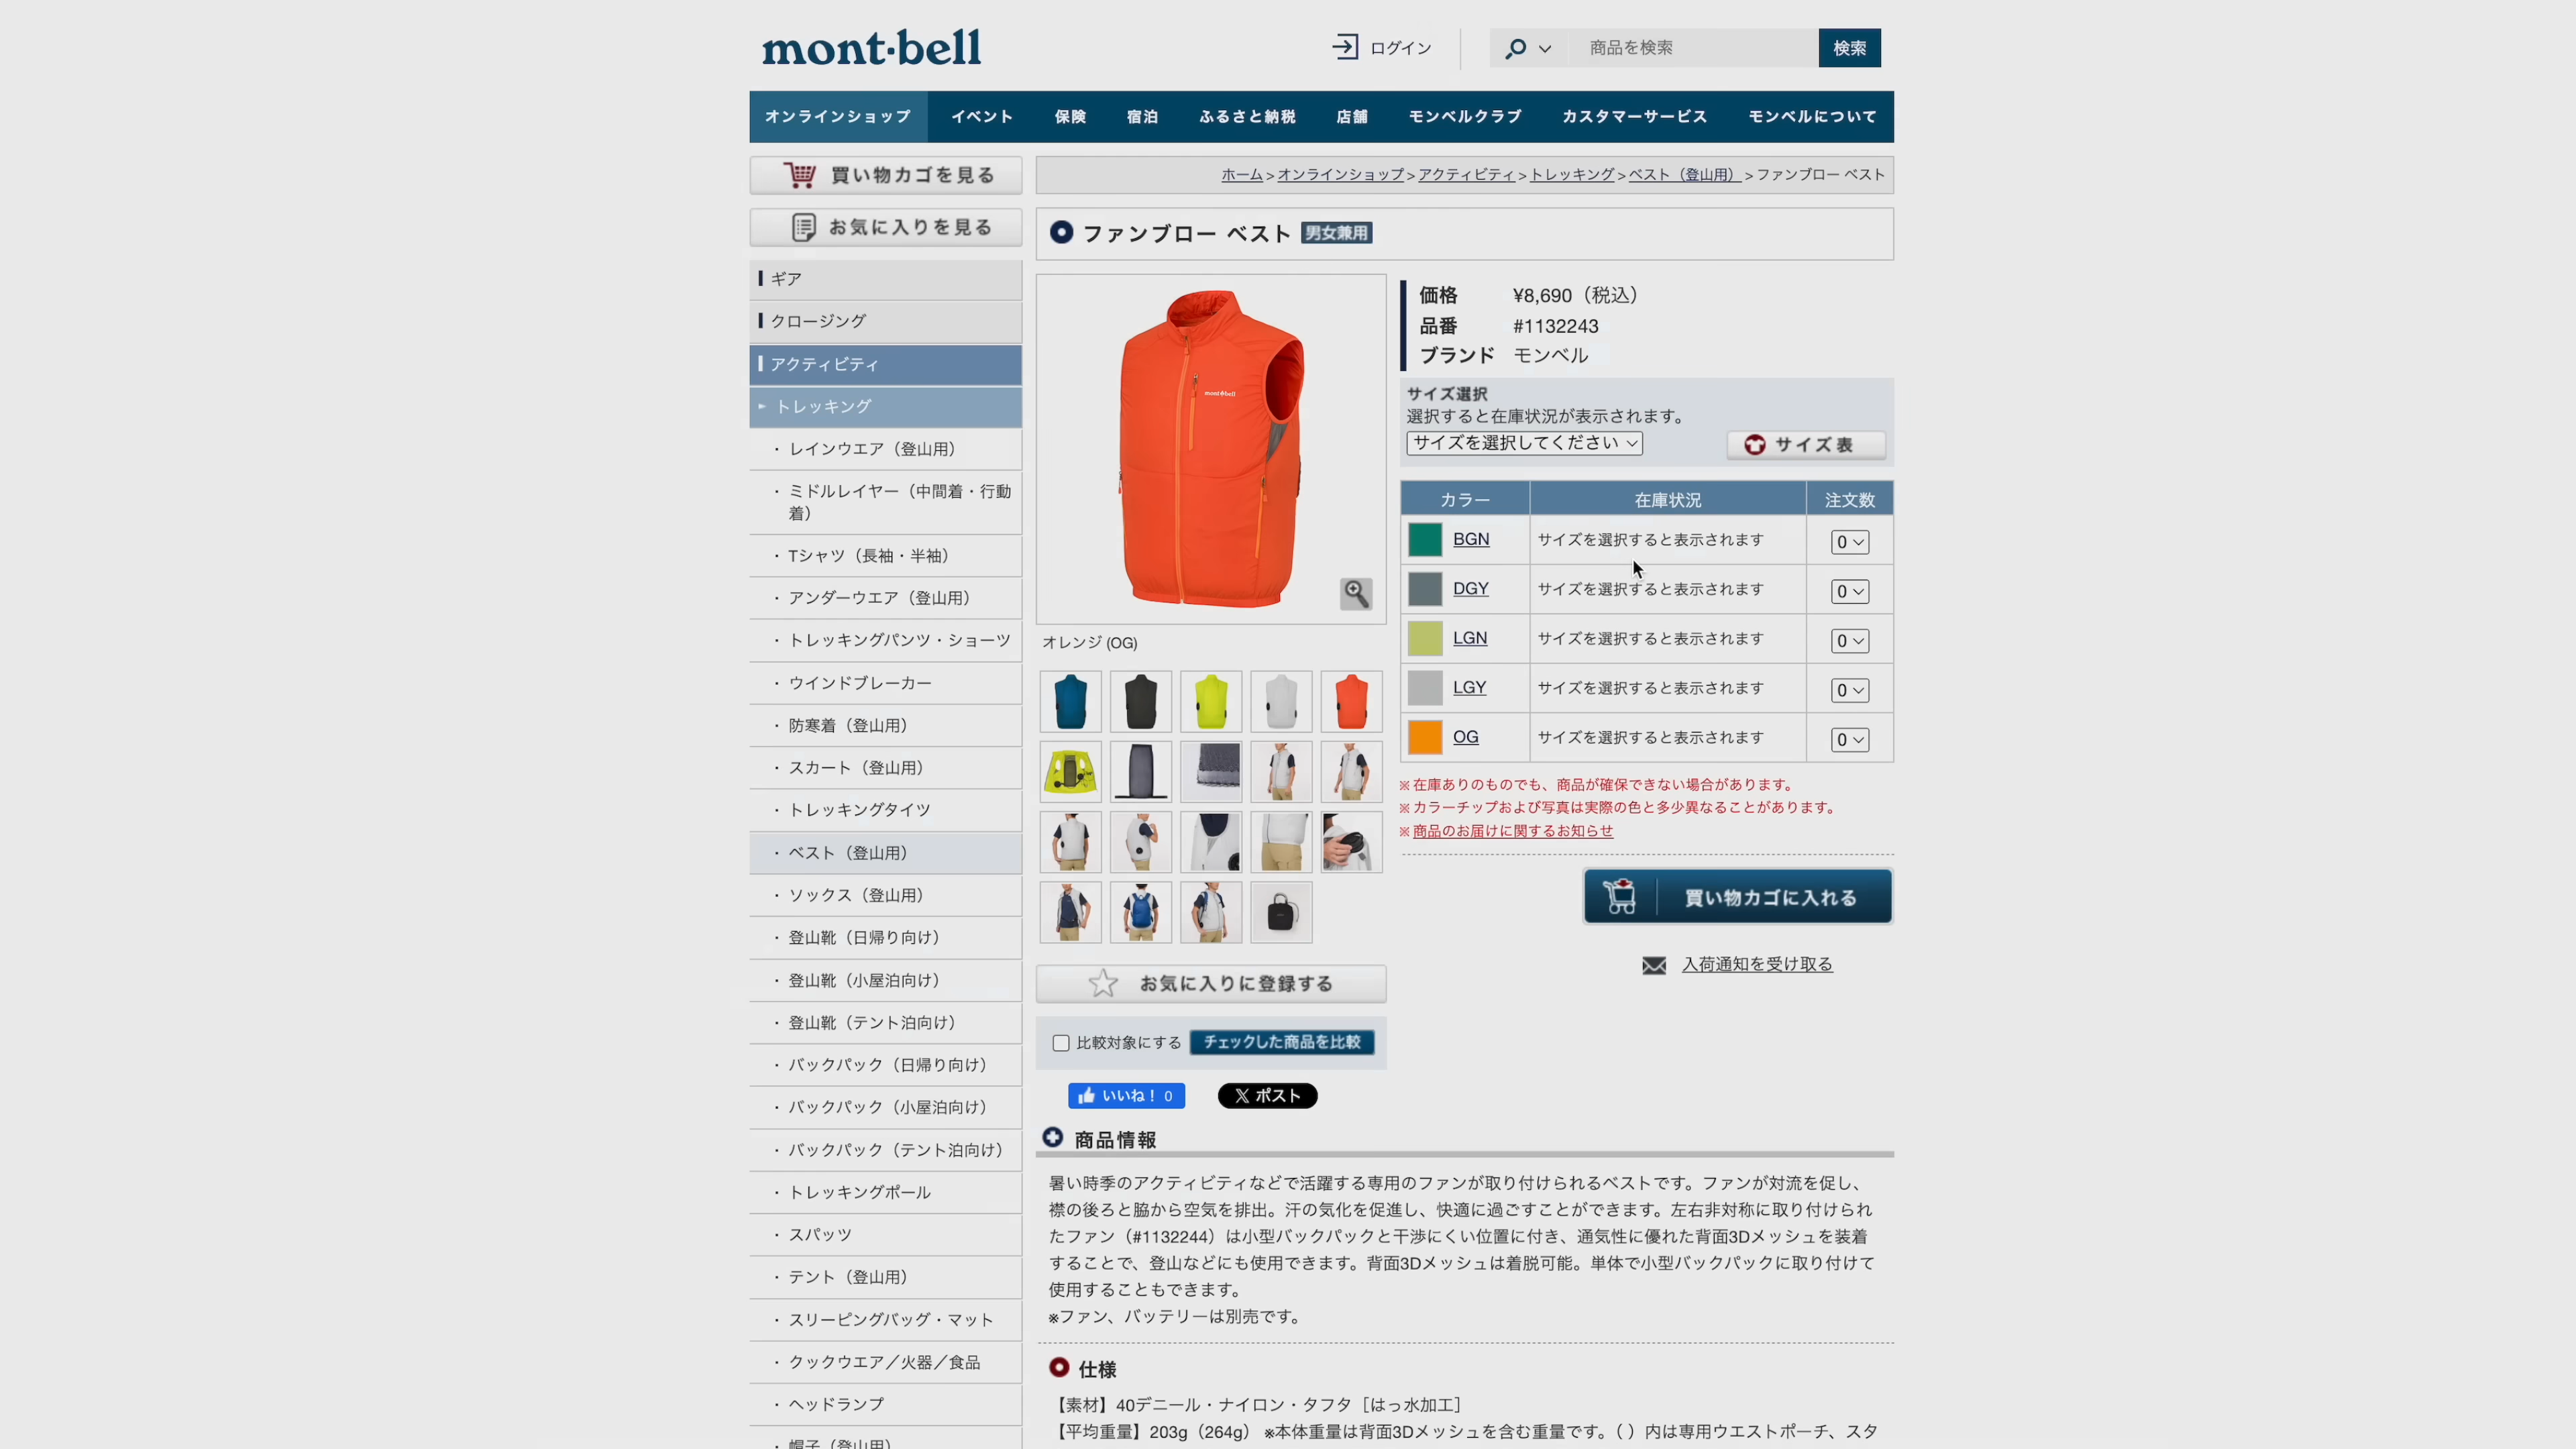 mont-bell
ログイン
商品を検索
検索
オンラインショップ
イベント
保険
宿泊
ふるさと納税
店舗
モンベルクラブ
カスタマーサービス
モンベルについて
買い物カゴを見る
お気に入りを見る
ホーム > オンラインショップ > アクティビティ > トレッキング > ベスト（登山用） > ファンブロー ベスト
ファンブロー ベスト 男女兼用
ギア
クロージング
アクティビティ
トレッキング
・ レインウエア（登山用）
・ ミドルレイヤー（中間着・行動
着）
・ Tシャツ（長袖・半袖）
・ アンダーウエア（登山用）
・ トレッキングパンツ・ショーツ
・ ウインドブレーカー
・ 防寒着（登山用）
・ スカート（登山用）
・ トレッキングタイツ
・ ベスト（登山用）
・ ソックス（登山用）
・ 登山靴（日帰り向け）
・ 登山靴（小屋泊向け）
・ 登山靴（テント泊向け）
・ バックパック（日帰り向け）
・ バックパック（小屋泊向け）
・ バックパック（テント泊向け）
・ トレッキングポール
・ スパッツ
・ テント（登山用）
・ スリーピングバッグ・マット
・ クックウエア／火器／食品
・ ヘッドランプ
・ 帽子（登山用）
mont-bell
オレンジ (OG)
お気に入りに登録する
比較対象にする
チェックした商品を比較
いいね！ 0
ポスト
価格 ¥8,690（税込）
品番 #1132243
ブランド モンベル
サイズ選択
選択すると在庫状況が表示されます。
サイズを選択してください
サイズ表
カラー 在庫状況 注文数
BGN サイズを選択すると表示されます 0
DGY サイズを選択すると表示されます 0
LGN サイズを選択すると表示されます 0
LGY サイズを選択すると表示されます 0
OG サイズを選択すると表示されます 0
※ 在庫ありのものでも、商品が確保できない場合があります。
※ カラーチップおよび写真は実際の色と多少異なることがあります。
※ 商品のお届けに関するお知らせ
買い物カゴに入れる
入荷通知を受け取る
商品情報
暑い時季のアクティビティなどで活躍する専用のファンが取り付けられるベストです。ファンが対流を促し、
襟の後ろと脇から空気を排出。汗の気化を促進し、快適に過ごすことができます。左右非対称に取り付けられ
たファン（#1132244）は小型バックパックと干渉にくい位置に付き、通気性に優れた背面3Dメッシュを装着
することで、登山などにも使用できます。背面3Dメッシュは着脱可能。単体で小型バックパックに取り付けて
使用することもできます。
※ファン、バッテリーは別売です。
仕様
【素材】40デニール・ナイロン・タフタ［はっ水加工］
【平均重量】203g（264g） ※本体重量は背面3Dメッシュを含む重量です。( ）内は専用ウエストポーチ、スタ